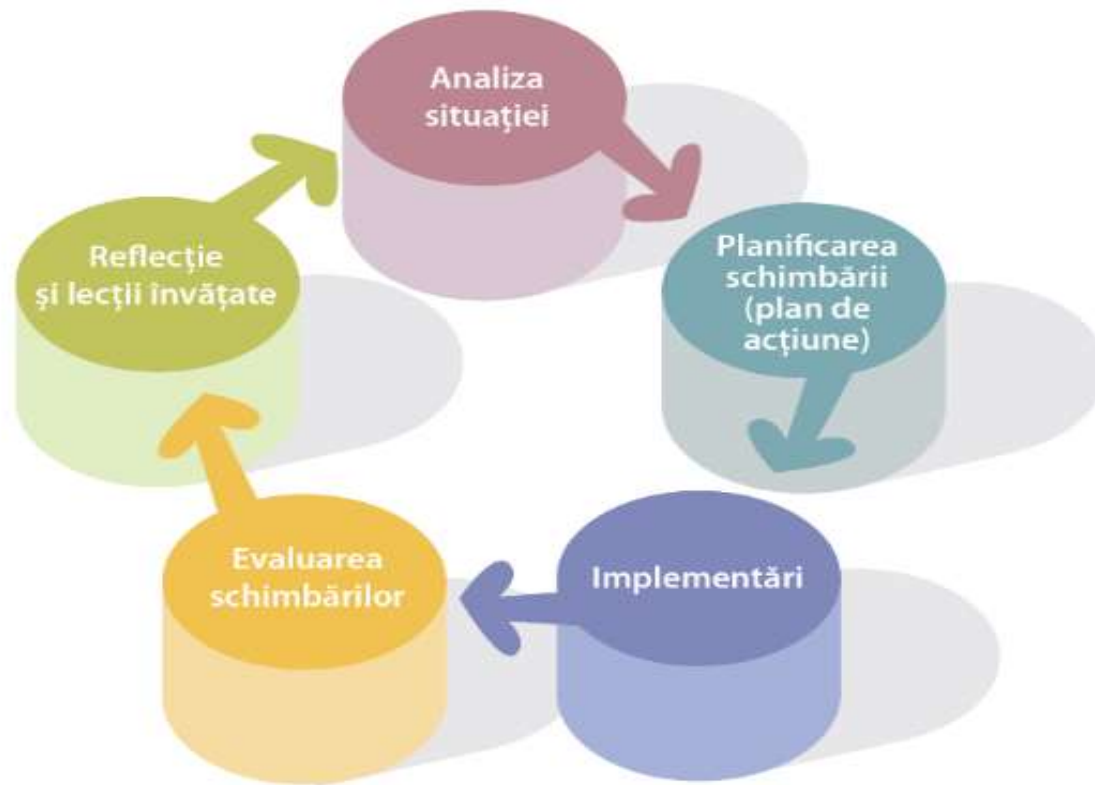 Analiza
situației
Planificarea
schimbării
(plan de
acțiune)
Implementări
Evaluarea
schimbărilor
Reflecție
și lecții învățate